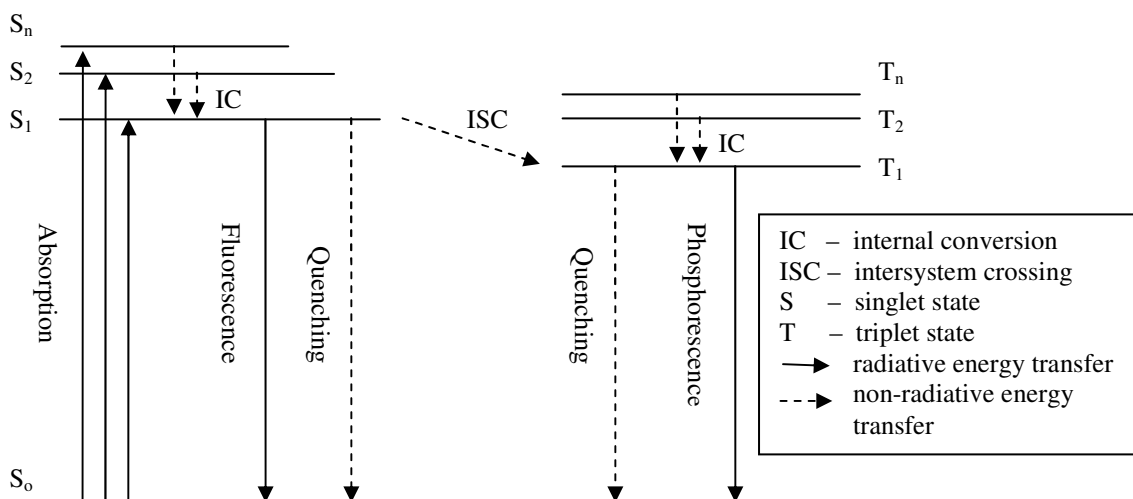 Sn
S2
S1
So
IC
ISC
Tn
T2
T1
IC
Absorption
Fluorescence
Quenching
Quenching
Phosphorescence
IC – internal conversion
ISC – intersystem crossing
S – singlet state
T – triplet state
radiative energy transfer
non-radiative energy
transfer